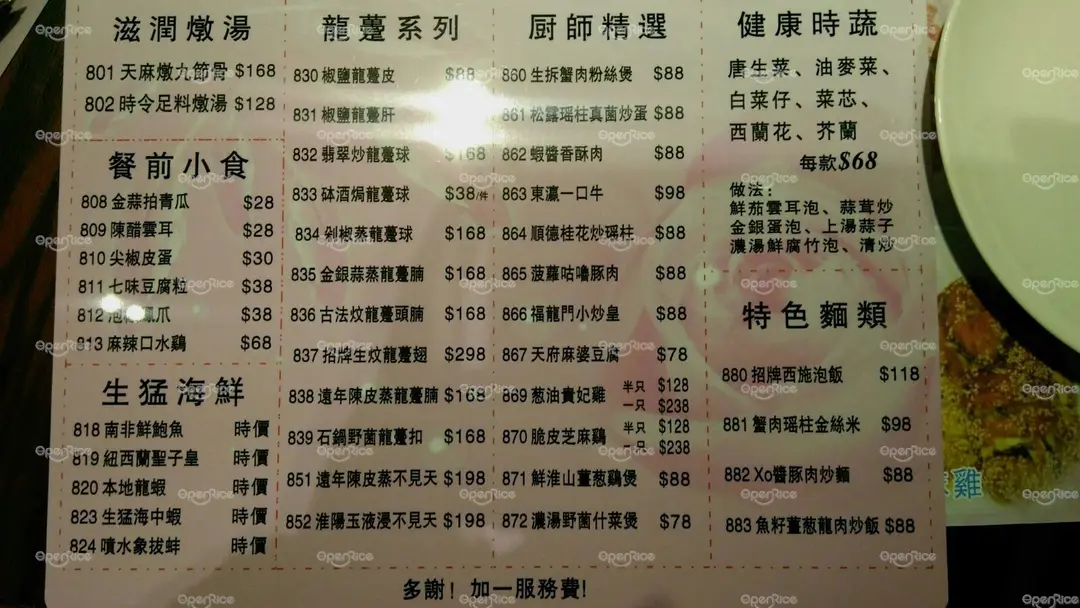 滋潤燉湯
801 天麻燉九節骨 $168
802 時令足料燉湯 $128
餐前小食
808 金蒜拍青瓜 $28
809 陳醋雲耳 $28
810 尖椒皮蛋 $30
811 七味豆腐粒 $38
812 泡椒鳳爪 $38
813 麻辣口水鷄 $68
生猛海鮮
818 南非鮮鮑魚 時價
819 紐西蘭聖子皇 時價
820 本地龍蝦 時價
823 生猛海中蝦 時價
824 噴水象拔蚌 時價
龍躉系列
830 椒鹽龍躉皮 $88
831 椒鹽龍躉肝
832 翡翠炒龍躉球 $168
833 砵酒焗龍躉球 $38/件
834 剁椒蒸龍躉球 $168
835 金銀蒜蒸龍躉腩 $168
836 古法炆龍躉頭腩 $168
837 招牌生炆龍躉翅 $298
838 遠年陳皮蒸龍躉腩 $168
839 石鍋野菌龍躉扣 $168
851 遠年陳皮蒸不見天 $198
852 淮陽玉液浸不見天 $198
厨師精選
860 生拆蟹肉粉絲煲 $88
861 松露瑶柱真菌炒蛋 $88
862 蝦醬香酥肉 $88
863 東瀛一口牛 $98
864 順德桂花炒瑶柱 $88
865 菠蘿咕嚕豚肉 $88
866 福龍門小炒皇 $88
867 天府麻婆豆腐 $78
869 葱油貴妃雞 半只 $128
一只 $238
870 脆皮芝麻鷄 半只 $128
一只 $238
871 鮮淮山薑葱鷄煲 $88
872 濃湯野菌什菜煲 $78
健康時蔬
唐生菜、油麥菜、
白菜仔、菜芯、
西蘭花、芥蘭
每款$68
做法：
鮮茄雲耳泡、蒜茸炒
金銀蛋泡、上湯蒜子
濃湯鮮腐竹泡、清炒
特色麵類
880 招牌西施泡飯 $118
881 蟹肉瑶柱金絲米 $98
882 Xo醬豚肉炒麵 $88
883 魚籽薑葱龍肉炒飯 $88
多謝！加一服務費!
雞
OpenRice